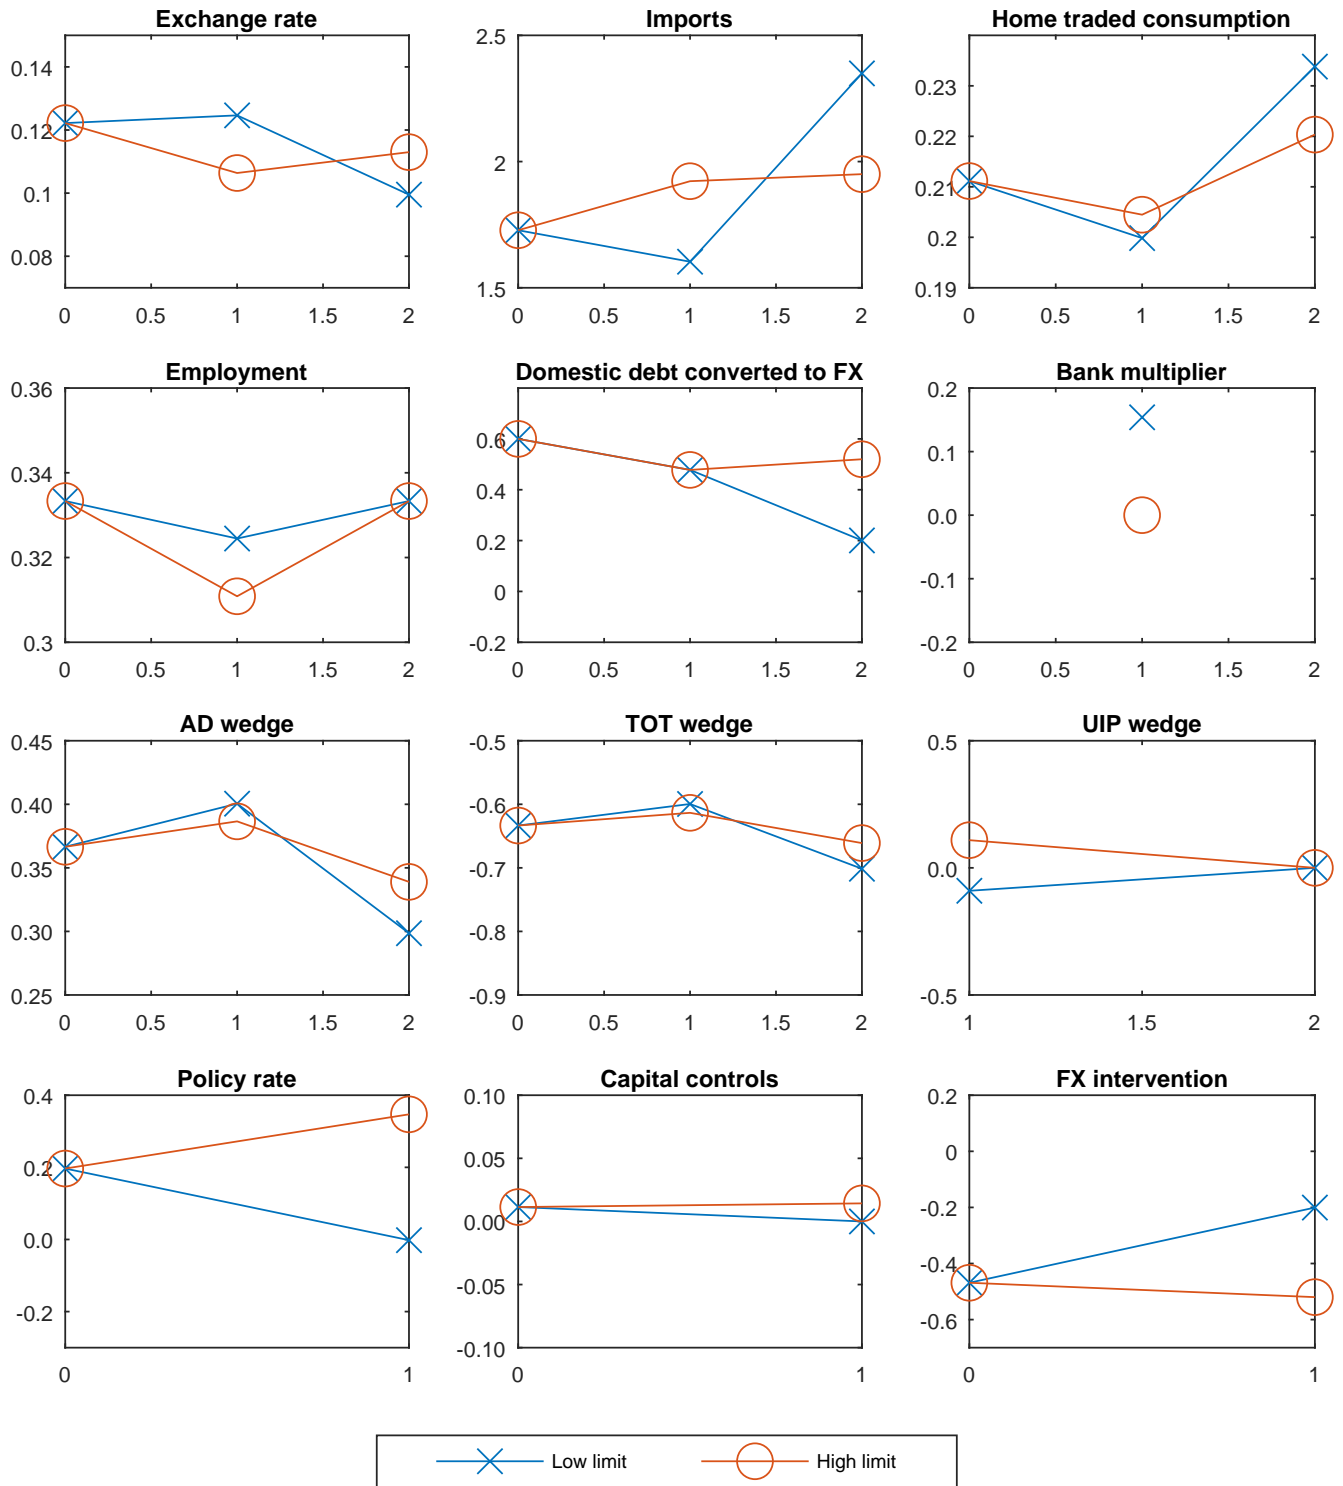 Exchange rate Imports Home traded consumption
0.14 0.12 0.1 0.08
0 0.5 1 1.5 2
2.5 2 1.5
0 0.5 1 1.5 2
0.23 0.22 0.21 0.2 0.19
0 0.5 1 1.5 2
Employment Domestic debt converted to FX Bank multiplier
0.36 0.34 0.32 0.3
0 0.5 1 1.5 2
0.6 0.4 0.2 0 -0.2
0 0.5 1 1.5 2
0.2 0.1 0.0 -0.1 -0.2
0 0.5 1 1.5 2
AD wedge TOT wedge UIP wedge
0.45 0.40 0.35 0.30 0.25
0 0.5 1 1.5 2
-0.5 -0.6 -0.7 -0.8 -0.9
0 0.5 1 1.5 2
0.5 0.0 -0.5
1 1.5 2
Policy rate Capital controls FX intervention
0.4 0.2 0.0 -0.2
0 1
0.10 0.05 0.00 -0.05 -0.10
0 1
0.2 0 -0.2 -0.4 -0.6
0 1
Low limit High limit